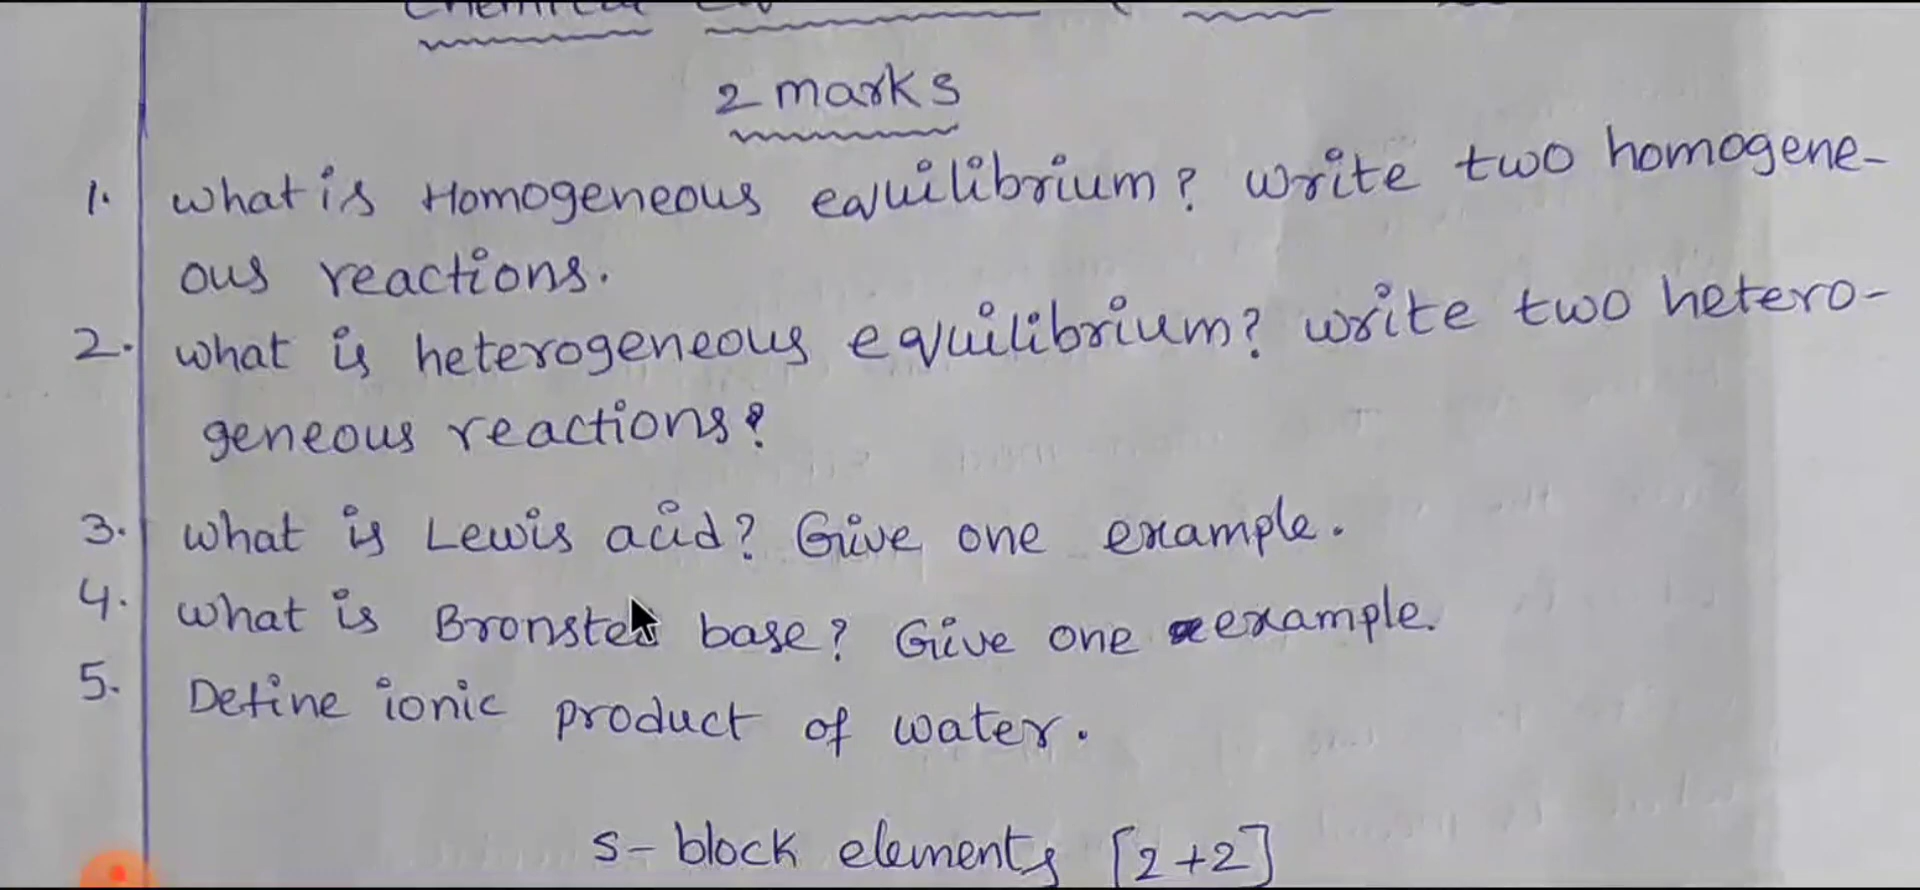 2 marks
1. what is Homogeneous equilibrium? write two homogene-
ous reactions.
2. what is heterogeneous equilibrium? write two hetero-
geneous reactions?
3. what is Lewis acid? Give one example.
4. what is base? Give one example.
5. Define ionic product of water.
s-block elements [2+2]